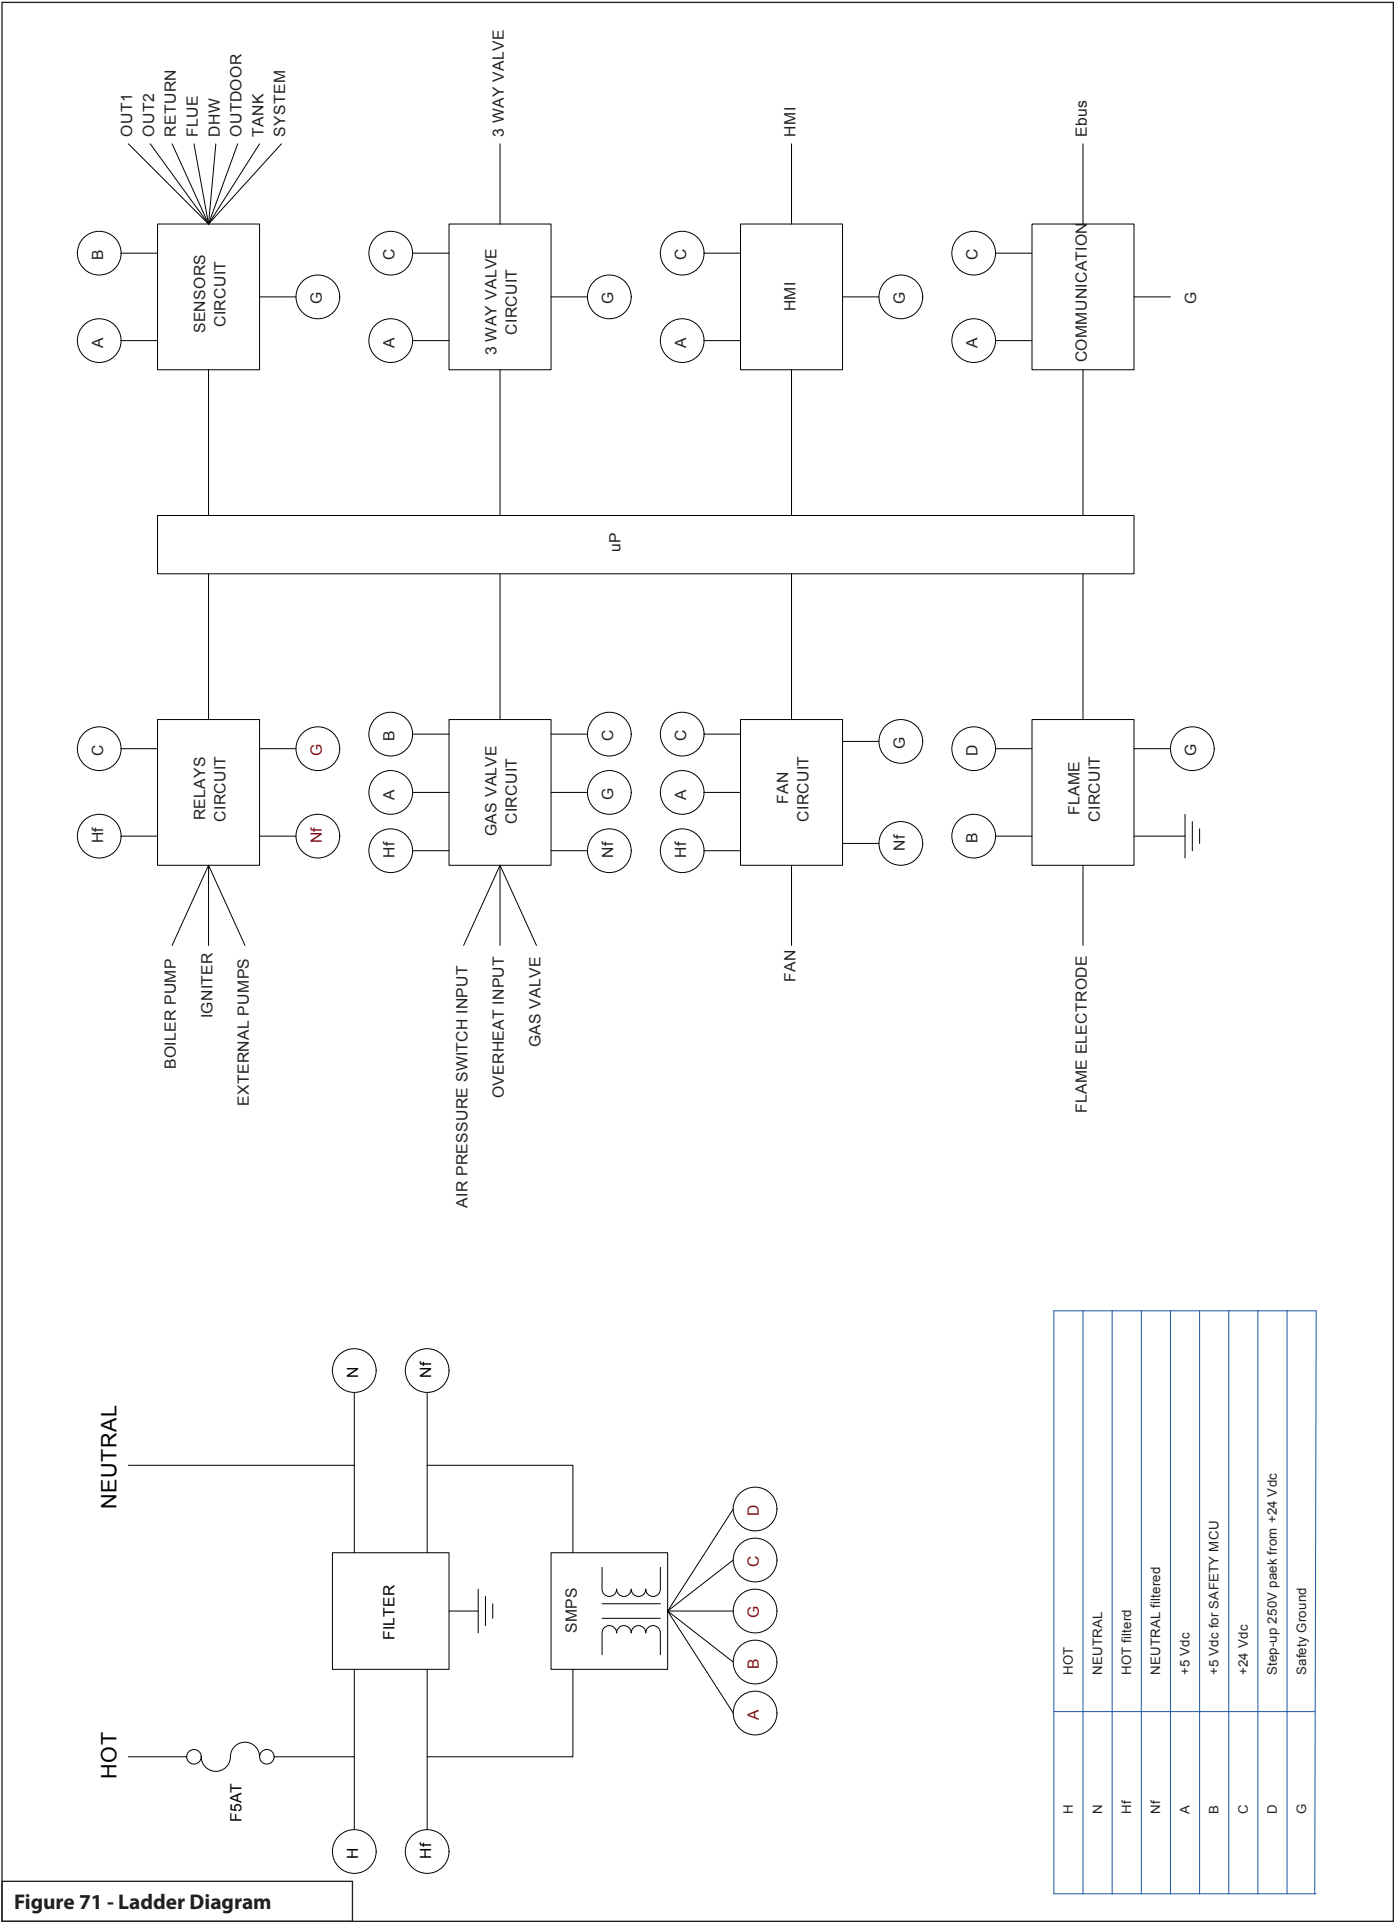 HOT
NEUTRAL
F5AT
H
N
FILTER
Hf
Nf
SMPS
A
B
G
C
D
BOILER PUMP
IGNITER
EXTERNAL PUMPS
Hf
C
RELAYS
CIRCUIT
Nf
G
AIR PRESSURE SWITCH INPUT
OVERHEAT INPUT
GAS VALVE
Hf
A
B
GAS VALVE
CIRCUIT
Nf
G
C
FAN
Hf
A
C
FAN
CIRCUIT
Nf
G
FLAME ELECTRODE
B
D
FLAME
CIRCUIT
G
uP
A
B
SENSORS
CIRCUIT
G
OUT1
OUT2
RETURN
FLUE
DHW
OUTDOOR
TANK
SYSTEM
A
C
3 WAY VALVE
CIRCUIT
G
3 WAY VALVE
A
C
HMI
G
HMI
A
C
COMMUNICATION
G
Ebus
H HOT
N NEUTRAL
Hf HOT filterd
Nf NEUTRAL filtered
A +5 Vdc
B +5 Vdc for SAFETY MCU
C +24 Vdc
D Step-up 250V paek from +24 Vdc
G Safety Ground
Figure 71 - Ladder Diagram